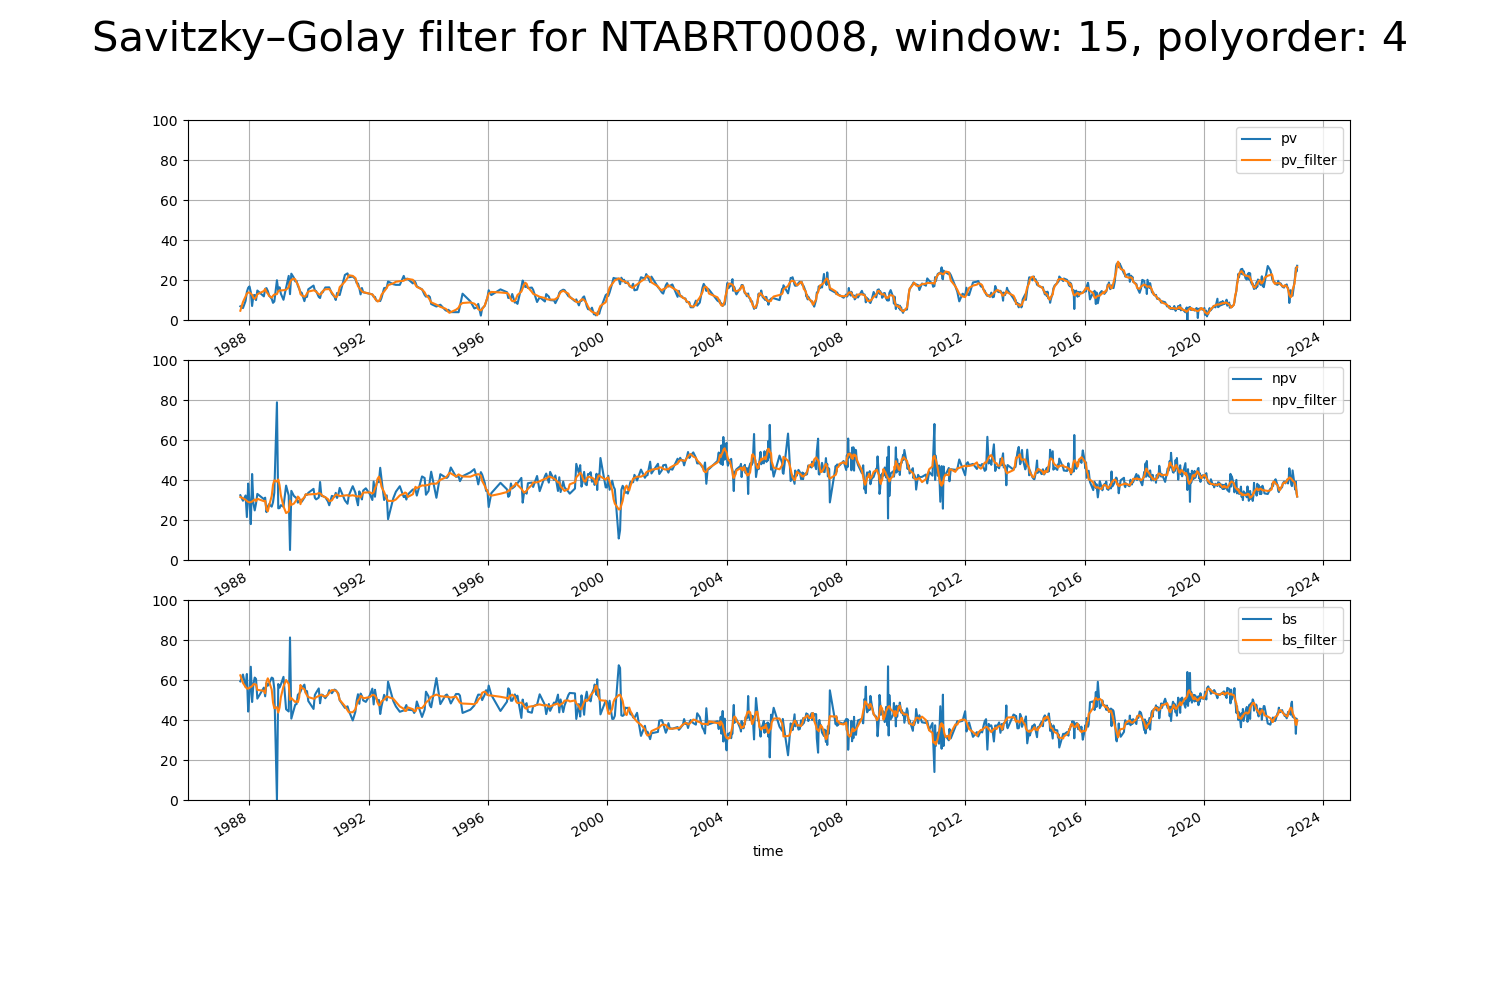 Savitzky–Golay filter for NTABRT0008, window: 15, polyorder: 4
100
80
60
40
20
0
pv
pv_filter
1988 1992 1996 2000 2004 2008 2012 2016 2020 2024
100
80
60
40
20
0
npv
npv_filter
1988 1992 1996 2000 2004 2008 2012 2016 2020 2024
100
80
60
40
20
0
bs
bs_filter
1988 1992 1996 2000 2004 2008 2012 2016 2020 2024
time